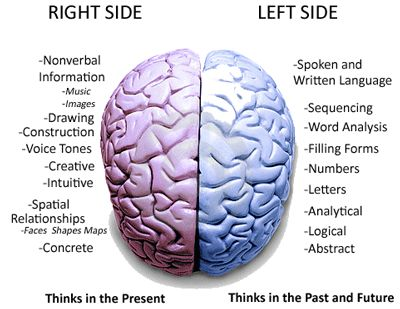 RIGHT SIDE
-Nonverbal
Information
-Music
-Images
-Drawing
-Construction
-Voice Tones
-Creative
-Intuitive
-Spatial
Relationships
-Faces Shapes Maps
-Concrete
Thinks in the Present
LEFT SIDE
-Spoken and
Written Language
-Sequencing
-Word Analysis
-Filling Forms
-Numbers
-Letters
-Analytical
-Logical
-Abstract
Thinks in the Past and Future